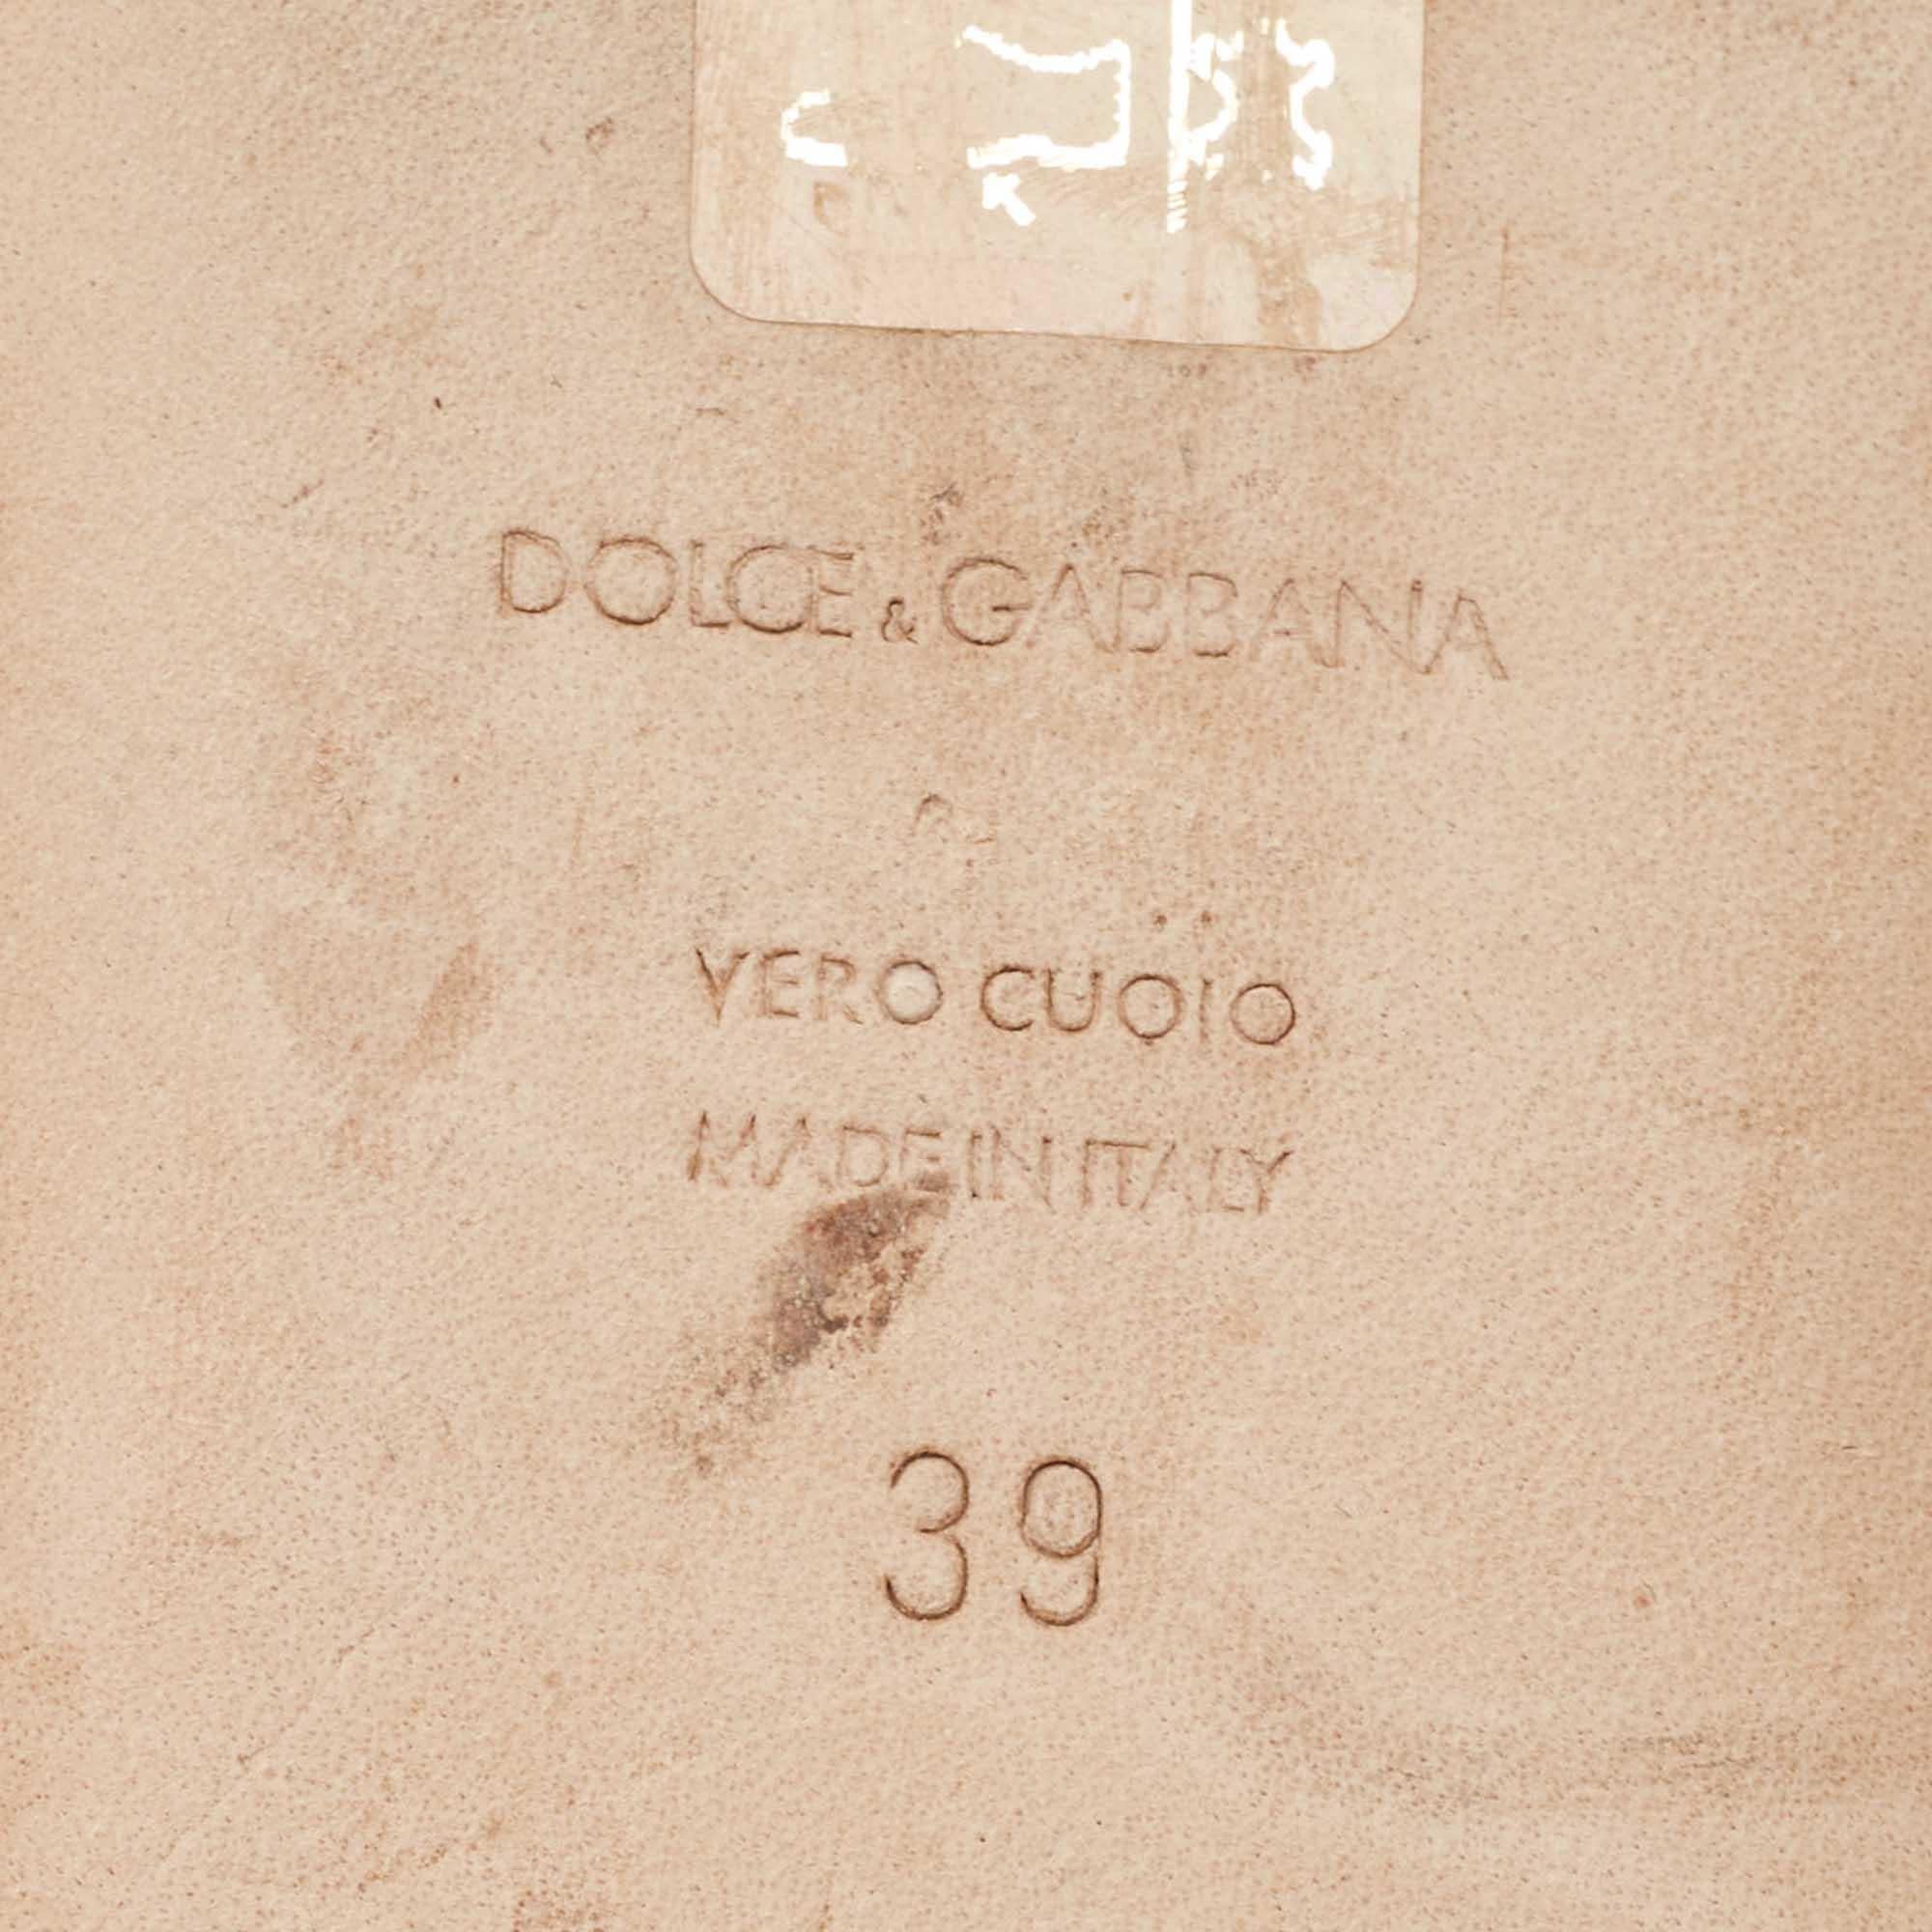 DOLCE & GABBANA
VERO CUOIO
MADE IN ITALY
39